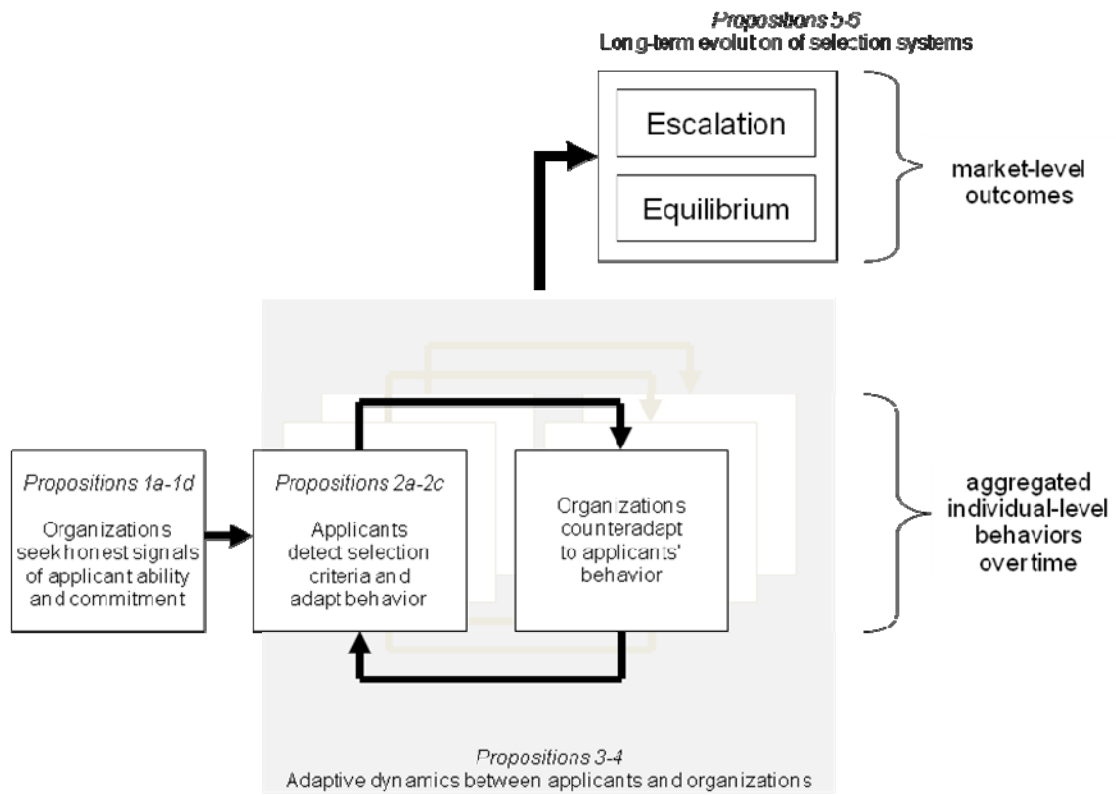 Propositions 5-6
Long-term evolution of selection systems
Escalation
Equilibrium
market-level
outcomes
Propositions 1a-1d
Organizations
seek honest signals
of applicant ability
and commitment
Propositions 2a-2c
Applicants
detect selection
criteria and
adapt behavior
Organizations
counteradapt
to applicants'
behavior
aggregated
individual-level
behaviors
over time
Propositions 3-4
Adaptive dynamics between applicants and organizations